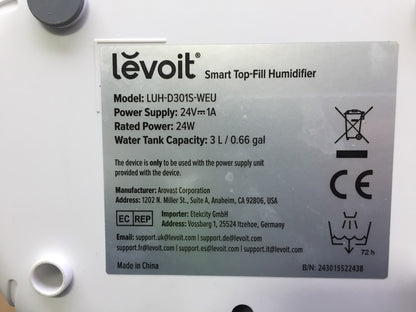 levoit® Smart Top-Fill Humidifier
Model: LUH-D301S-WEU
Power Supply: 24V⎓1A
Rated Power: 24W
Water Tank Capacity: 3 L / 0.66 gal
The device is only to be used with the power supply unit
provided with the device.
Manufacturer: Arovast Corporation
Address: 1202 N. Miller St., Suite A, Anaheim, CA 92806, USA
EC REP
Importer: Etekcity GmbH
Address: Vossbarg 1, 25524 Itzehoe, Germany
Email: support.uk@levoit.com | support.de@levoit.com
support.fr@levoit.com | support.es@levoit.com | support.it@levoit.com
Made in China
CE
72 h
B/N: 243015522438